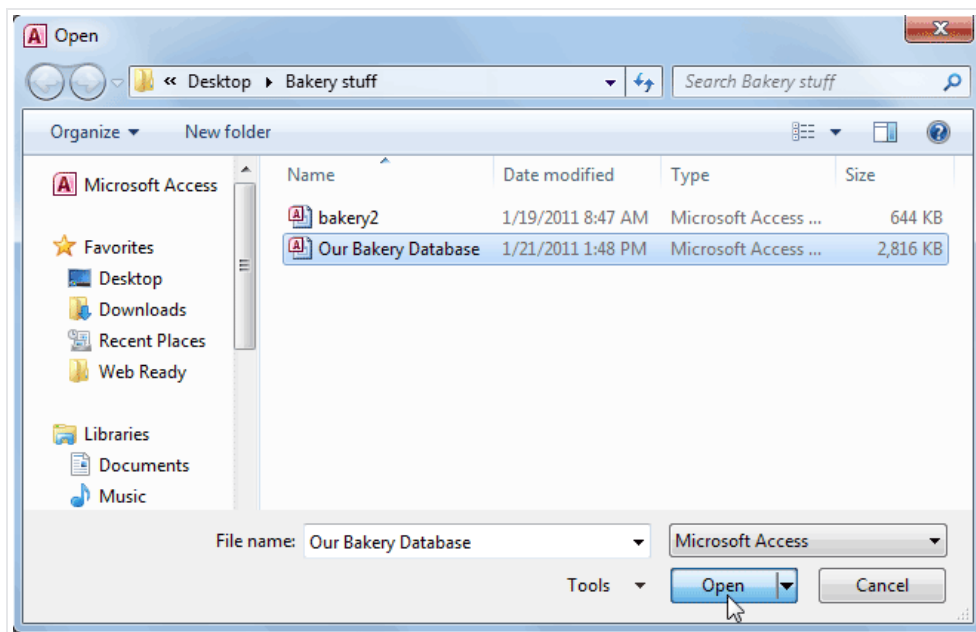 Open
« Desktop ▸ Bakery stuff Search Bakery stuff
Organize New folder
Microsoft Access
Favorites
Desktop
Downloads
Recent Places
Web Ready
Libraries
Documents
Music
Name Date modified Type Size
bakery2 1/19/2011 8:47 AM Microsoft Access ... 644 KB
Our Bakery Database 1/21/2011 1:48 PM Microsoft Access ... 2,816 KB
File name: Our Bakery Database Microsoft Access
Tools Open Cancel